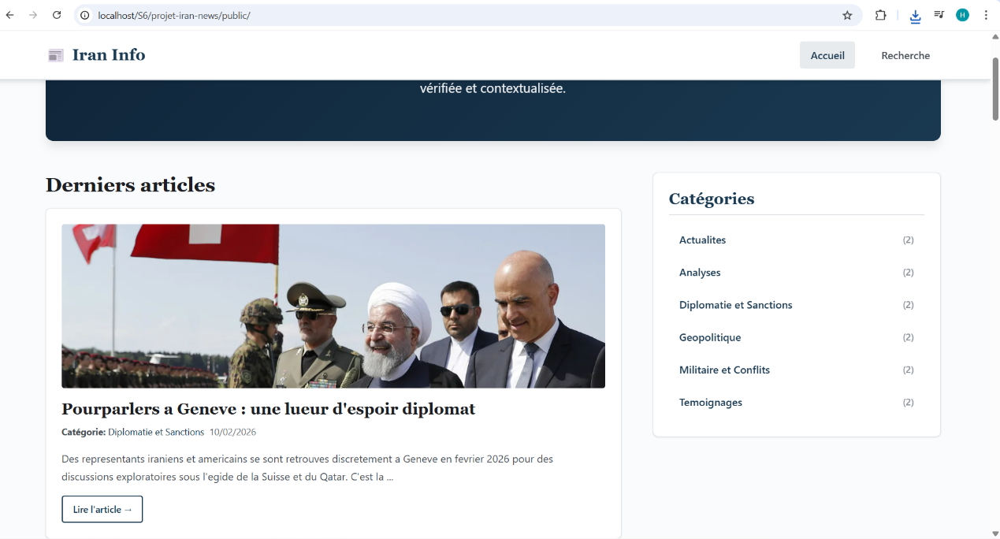 localhost/S6/projet-iran-news/public/
H
Iran Info
Accueil
Recherche
vérifiée et contextualisée.
Derniers articles
Pourparlers a Geneve : une lueur d'espoir diplomat
Catégorie: Diplomatie et Sanctions 10/02/2026
Des representants iraniens et americains se sont retrouves discretement a Geneve en fevrier 2026 pour des
discussions exploratoires sous l'egide de la Suisse et du Qatar. C'est la ...
Lire l'article →
Catégories
Actualites (2)
Analyses (2)
Diplomatie et Sanctions (2)
Geopolitique (2)
Militaire et Conflits (2)
Temoignages (2)